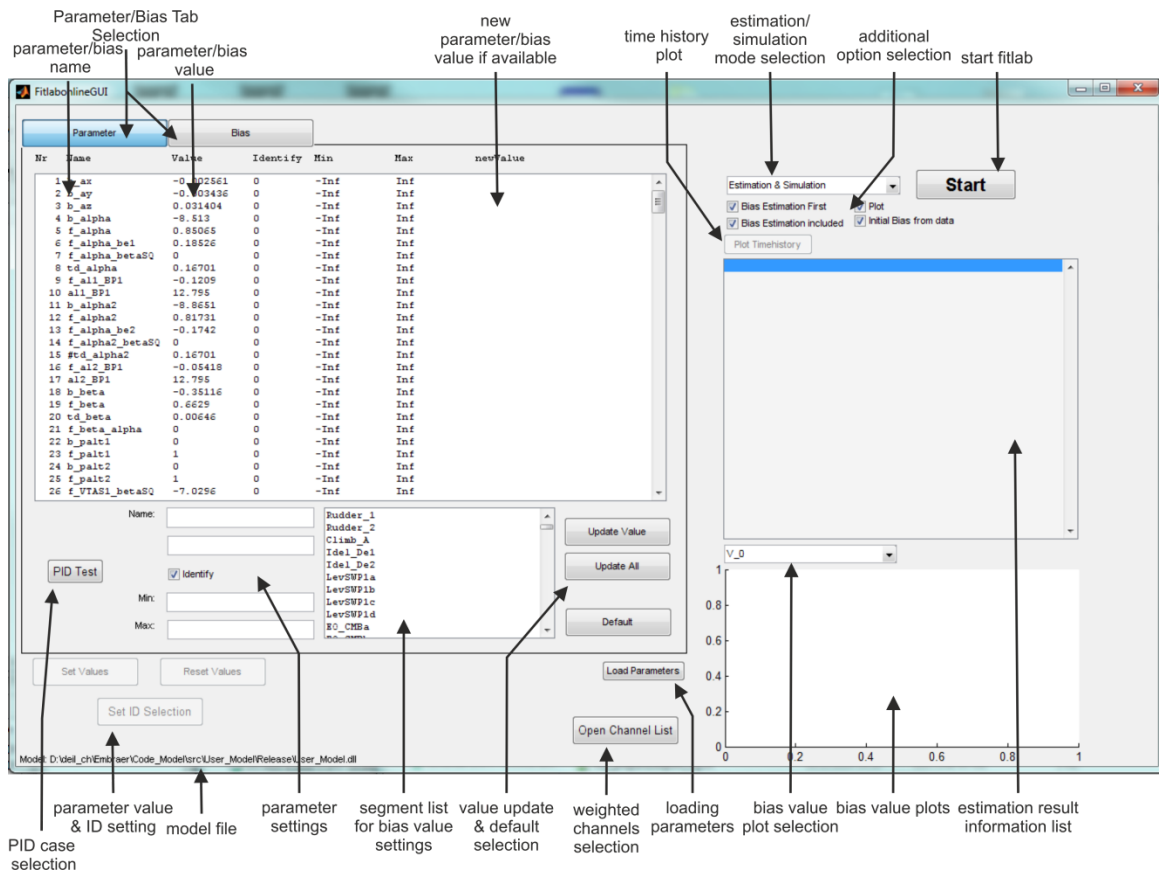 Parameter/Bias Tab
Selection
parameter/bias
name
parameter/bias
value
new
parameter/bias
value if available
time history
plot
estimation/
simulation
mode selection
additional
option selection
start fitlab
FitlabonlineGUI
Parameter
Bias
Nr Name Value Identify Min Max newValue
1 b_ax -0.002561 0 -Inf Inf
2 b_ay -0.003436 0 -Inf Inf
3 b_az 0.031404 0 -Inf Inf
4 b_alpha -8.513 0 -Inf Inf
5 f_alpha 0.85065 0 -Inf Inf
6 f_alpha_be1 0.18526 0 -Inf Inf
7 f_alpha_betaSQ 0 0 -Inf Inf
8 td_alpha 0.16701 0 -Inf Inf
9 f_al1_BP1 -0.1209 0 -Inf Inf
10 al1_BP1 12.795 0 -Inf Inf
11 b_alpha2 -8.8651 0 -Inf Inf
12 f_alpha2 0.81731 0 -Inf Inf
13 f_alpha_be2 -0.1742 0 -Inf Inf
14 f_alpha2_betaSQ 0 0 -Inf Inf
15 #td_alpha2 0.16701 0 -Inf Inf
16 f_al2_BP1 -0.05418 0 -Inf Inf
17 al2_BP1 12.795 0 -Inf Inf
18 b_beta -0.35116 0 -Inf Inf
19 f_beta 0.6629 0 -Inf Inf
20 td_beta 0.00646 0 -Inf Inf
21 f_beta_alpha 0 0 -Inf Inf
22 b_palt1 0 0 -Inf Inf
23 f_palt1 1 0 -Inf Inf
24 b_palt2 0 0 -Inf Inf
25 f_palt2 1 0 -Inf Inf
26 f_VTAS1_betaSQ -7.0296 0 -Inf Inf
Estimation & Simulation
Start
Bias Estimation First
Plot
Bias Estimation included
Initial Bias from data
Plot Timehistory
Name:
PID Test
Identify
Min:
Max:
Rudder_1
Rudder_2
Climb_A
Idel_De1
Idel_De2
LevSWP1a
LevSWP1b
LevSWP1c
LevSWP1d
E0_CMBa
Update Value
Update All
Default
V_0
1
0.8
0.6
0.4
0.2
0
0 0.2 0.4 0.6 0.8 1
Set Values
Reset Values
Set ID Selection
Load Parameters
Open Channel List
Model: D:\deil_ch\Embraer\Code_Model\src\User_Model\Release\User_Model.dll
PID case
selection
parameter value
& ID setting
model file
parameter
settings
segment list
for bias value
settings
value update
& default
selection
weighted
channels
selection
loading
parameters
bias value
plot selection
bias value plots
estimation result
information list